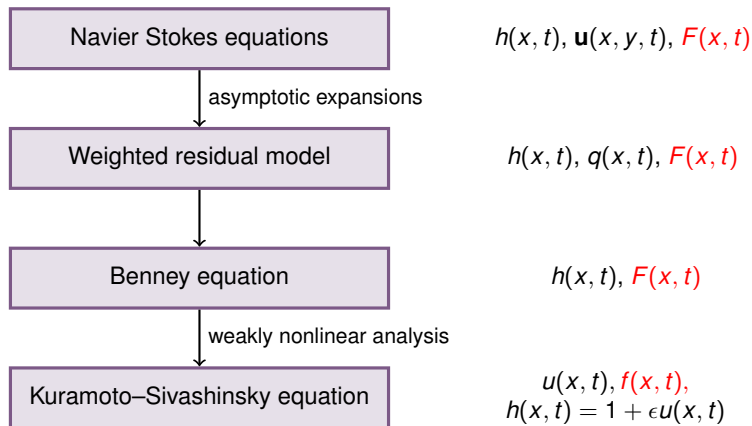 Navier Stokes equations
h(x, t), u(x, y, t), F(x, t)
asymptotic expansions
Weighted residual model
h(x, t), q(x, t), F(x, t)
Benney equation
h(x, t), F(x, t)
weakly nonlinear analysis
Kuramoto–Sivashinsky equation
u(x, t), f(x, t),
h(x, t) = 1 + ϵu(x, t)